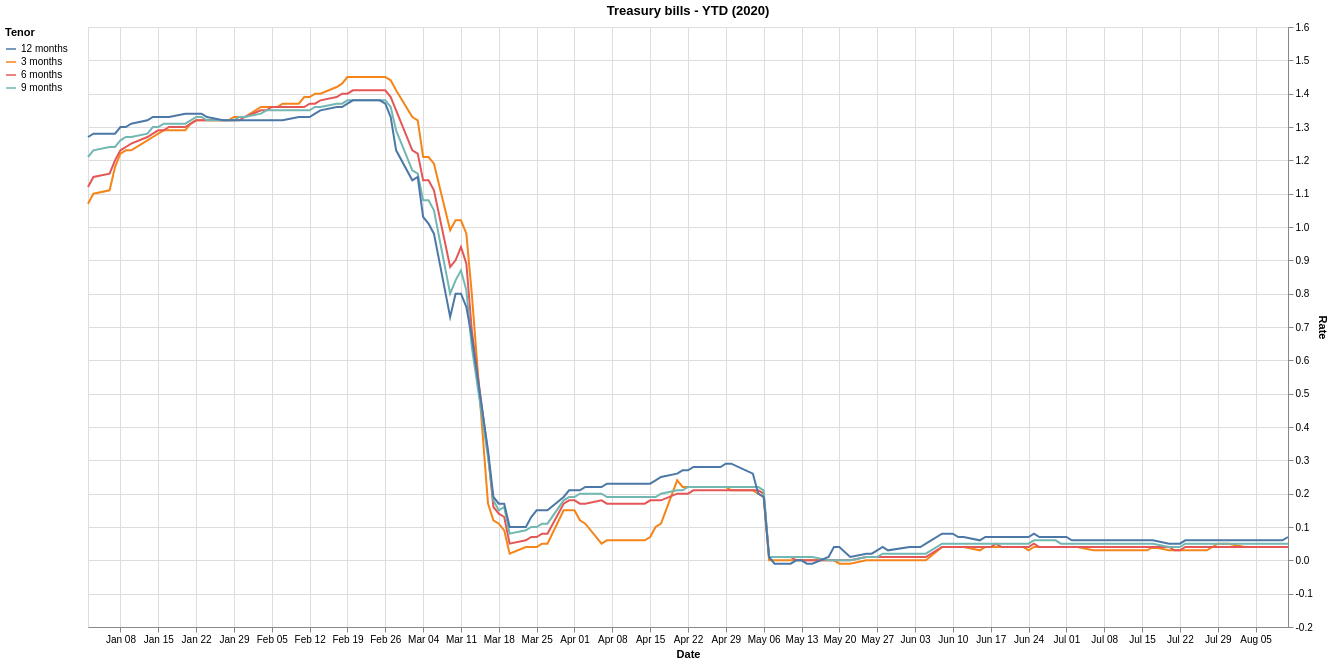 Treasury bills - YTD (2020)
Tenor
12 months
3 months
6 months
9 months
1.6
1.5
1.4
1.3
1.2
1.1
1.0
0.9
0.8
0.7
0.6
0.5
0.4
0.3
0.2
0.1
0.0
-0.1
-0.2
Rate
Jan 08 Jan 15 Jan 22 Jan 29 Feb 05 Feb 12 Feb 19 Feb 26 Mar 04 Mar 11 Mar 18 Mar 25 Apr 01 Apr 08 Apr 15 Apr 22 Apr 29 May 06 May 13 May 20 May 27 Jun 03 Jun 10 Jun 17 Jun 24 Jul 01 Jul 08 Jul 15 Jul 22 Jul 29 Aug 05
Date